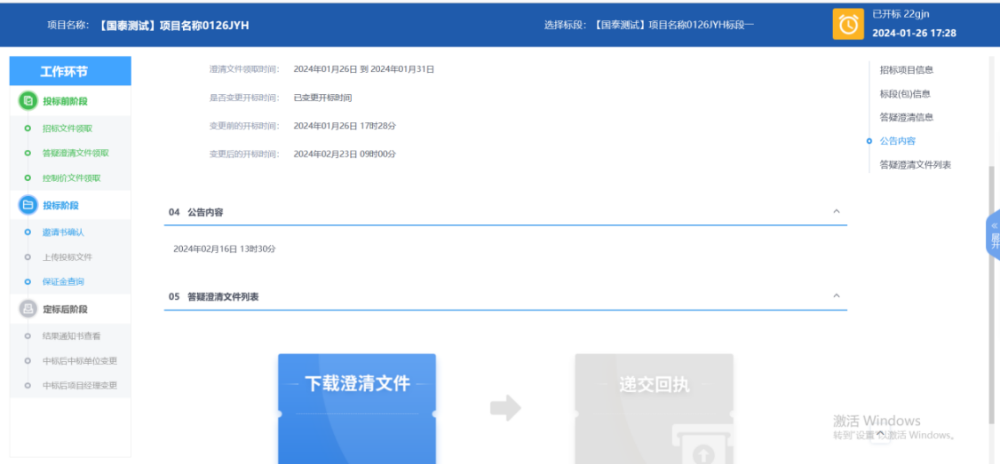 项目名称: 【国泰测试】项目名称0126JYH
选择标段: 【国泰测试】项目名称0126JYH标段一
已开标 22gjn
2024-01-26 17:28
工作环节
投标前阶段
招标文件领取
答疑澄清文件领取
控制价文件领取
投标阶段
邀请书确认
上传投标文件
保证金查询
定标后阶段
结果通知书查看
中标后中标单位变更
中标后项目经理变更
澄清文件领取时间: 2024年01月26日 到 2024年01月31日
是否变更开标时间: 已变更开标时间
变更前的开标时间: 2024年01月26日 17时28分
变更后的开标时间: 2024年02月23日 09时00分
04 公告内容
2024年02月16日 13时30分
05 答疑澄清文件列表
下载澄清文件
递交回执
招标项目信息
标段(包)信息
答疑澄清信息
公告内容
答疑澄清文件列表
«
展开
激活 Windows
转到"设置"以激活 Windows。